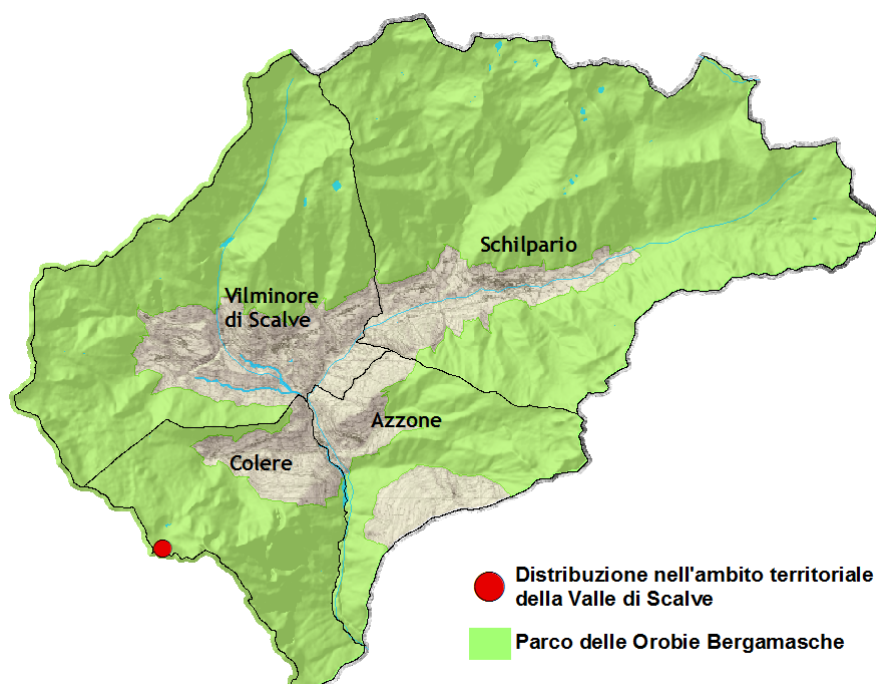 Schilpario
Vilminore
di Scalve
Azzone
Colere
Distribuzione nell'ambito territoriale
della Valle di Scalve
Parco delle Orobie Bergamasche